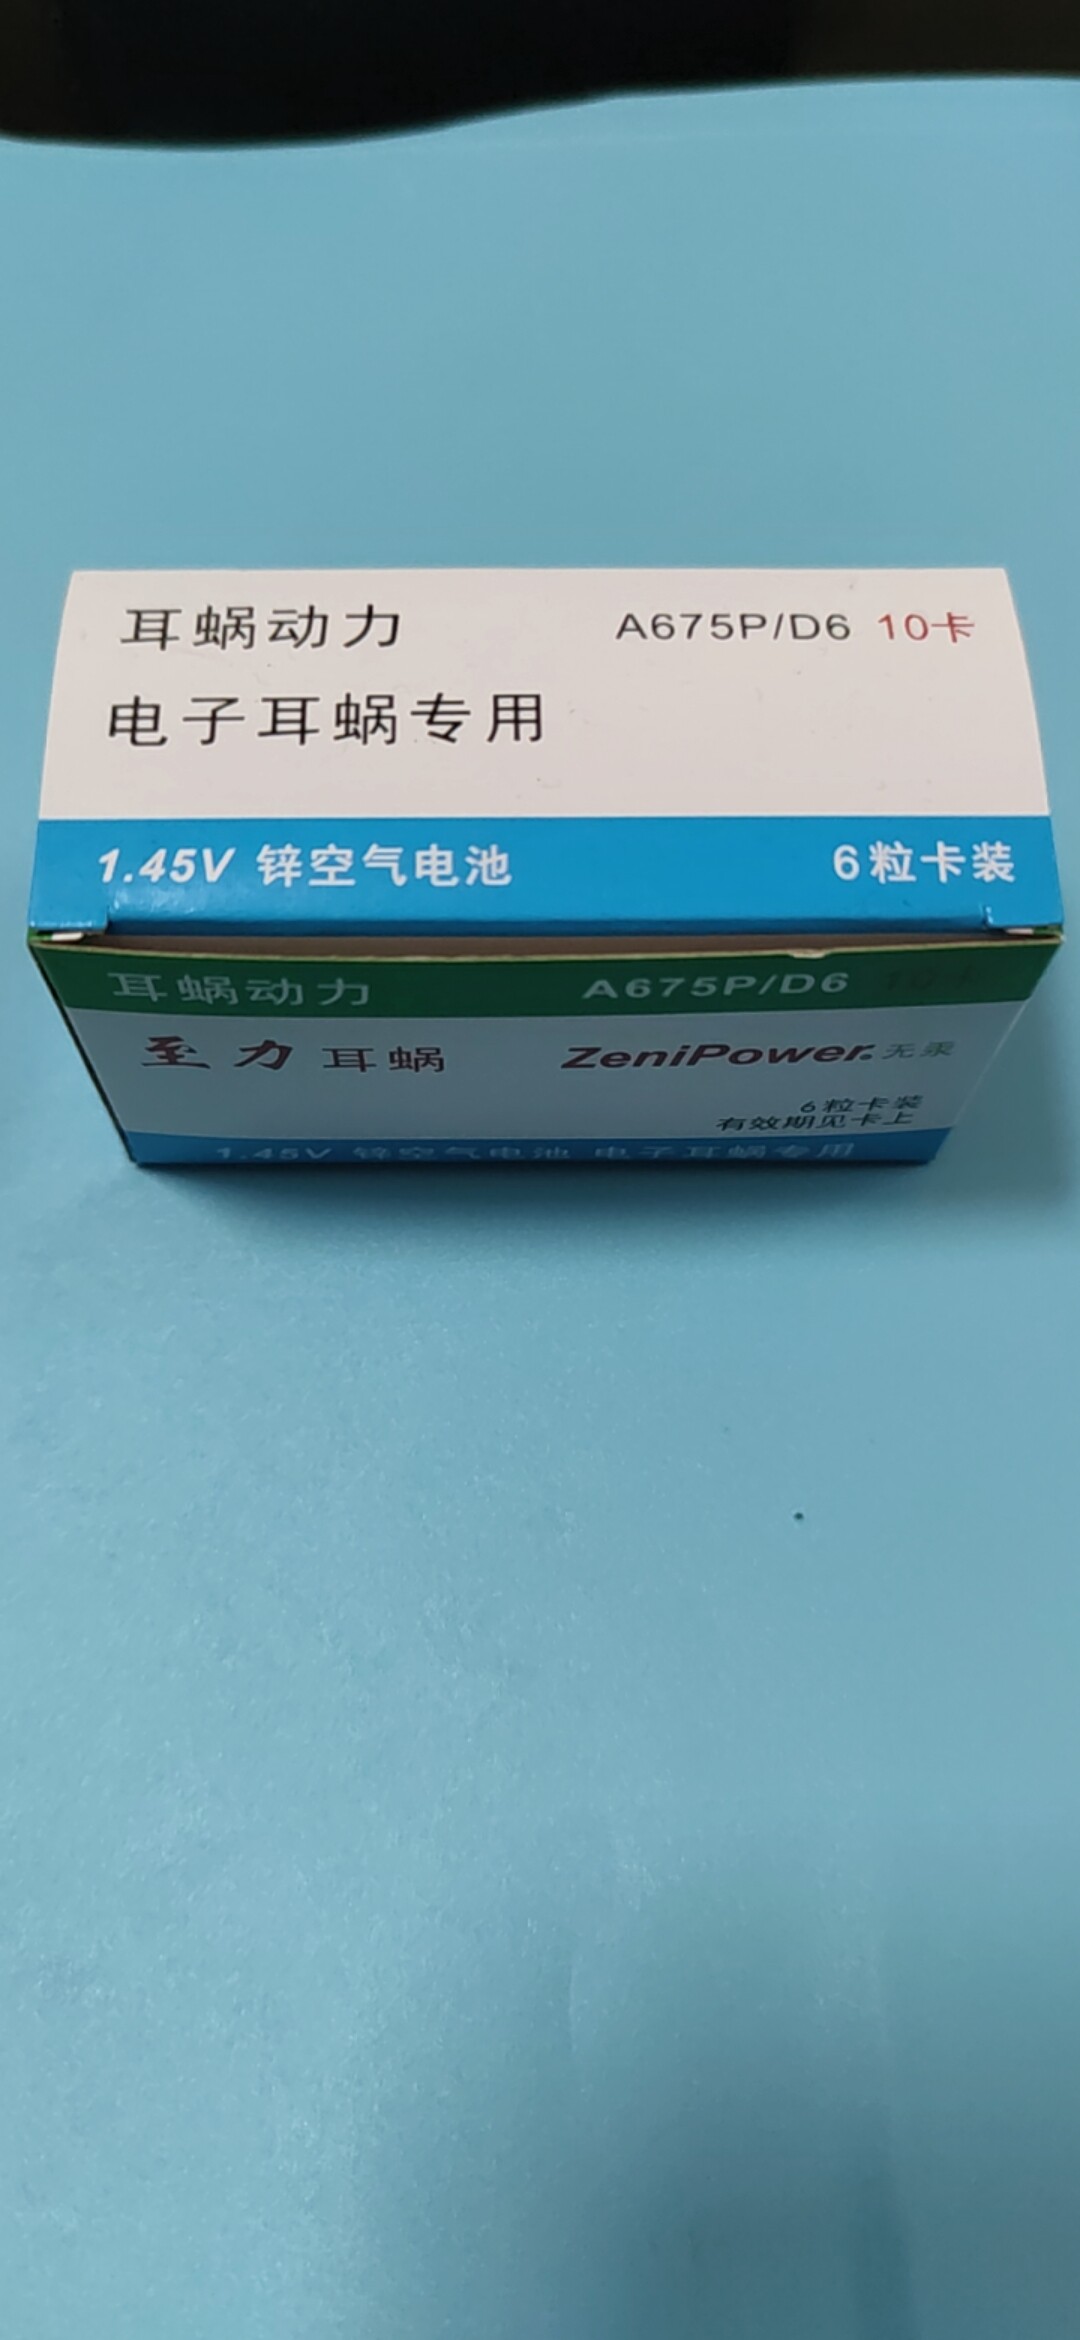 耳蜗动力 A675P/D6 10卡
电子耳蜗专用
1.45V 锌空气电池 6粒卡装
耳蜗动力 A675P/D6 10卡
至力 耳蜗 ZeniPower. 无汞
6粒卡装
有效期见卡上
1.45V 锌空气电池 电子耳蜗专用